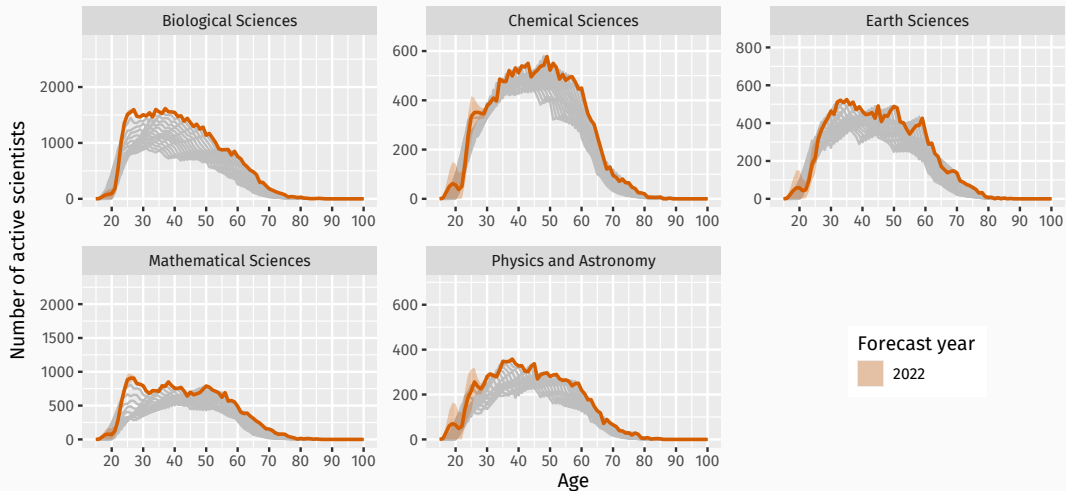 Biological Sciences
Chemical Sciences
Earth Sciences
2000
1000
0
20 30 40 50 60 70 80 90 100
600
400
200
0
20 30 40 50 60 70 80 90 100
800
600
400
200
0
20 30 40 50 60 70 80 90 100
Number of active scientists
Mathematical Sciences
Physics and Astronomy
2000
1500
1000
500
0
20 30 40 50 60 70 80 90 100
600
400
200
0
20 30 40 50 60 70 80 90 100
Age
Forecast year
2022